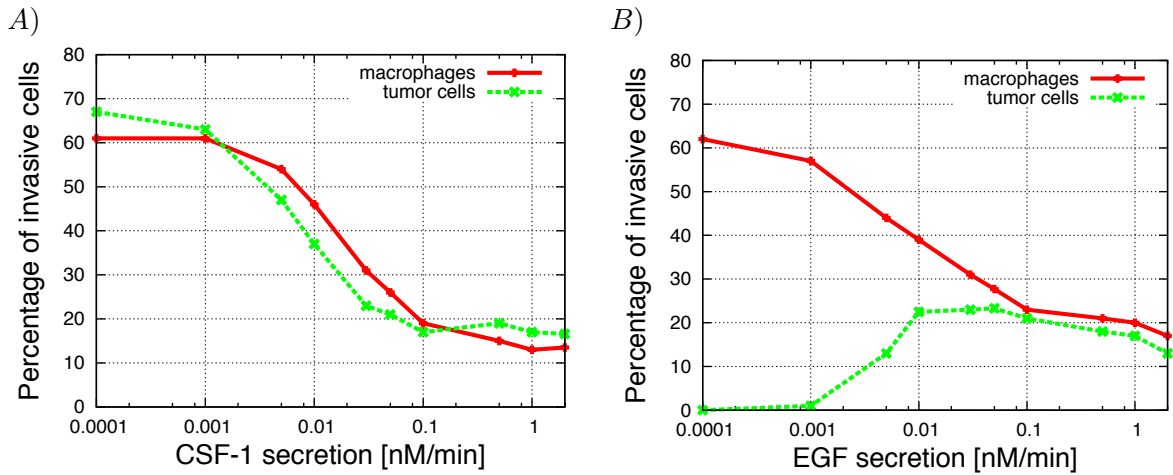 A)
Percentage of invasive cells
80
70
60
50
40
30
20
10
0
macrophages
tumor cells
0.0001
0.001
0.01
0.1
1
CSF-1 secretion [nM/min]
B)
Percentage of invasive cells
80
70
60
50
40
30
20
10
0
macrophages
tumor cells
0.0001
0.001
0.01
0.1
1
EGF secretion [nM/min]